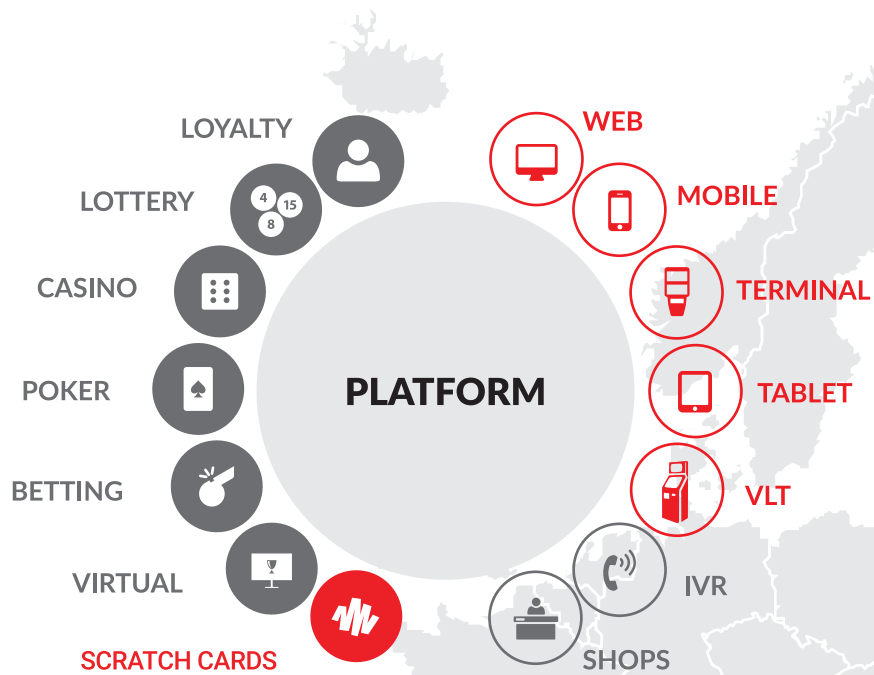 LOYALTY
WEB
LOTTERY
4
15
8
MOBILE
CASINO
TERMINAL
POKER
PLATFORM
TABLET
BETTING
VLT
VIRTUAL
IVR
SCRATCH CARDS
SHOPS